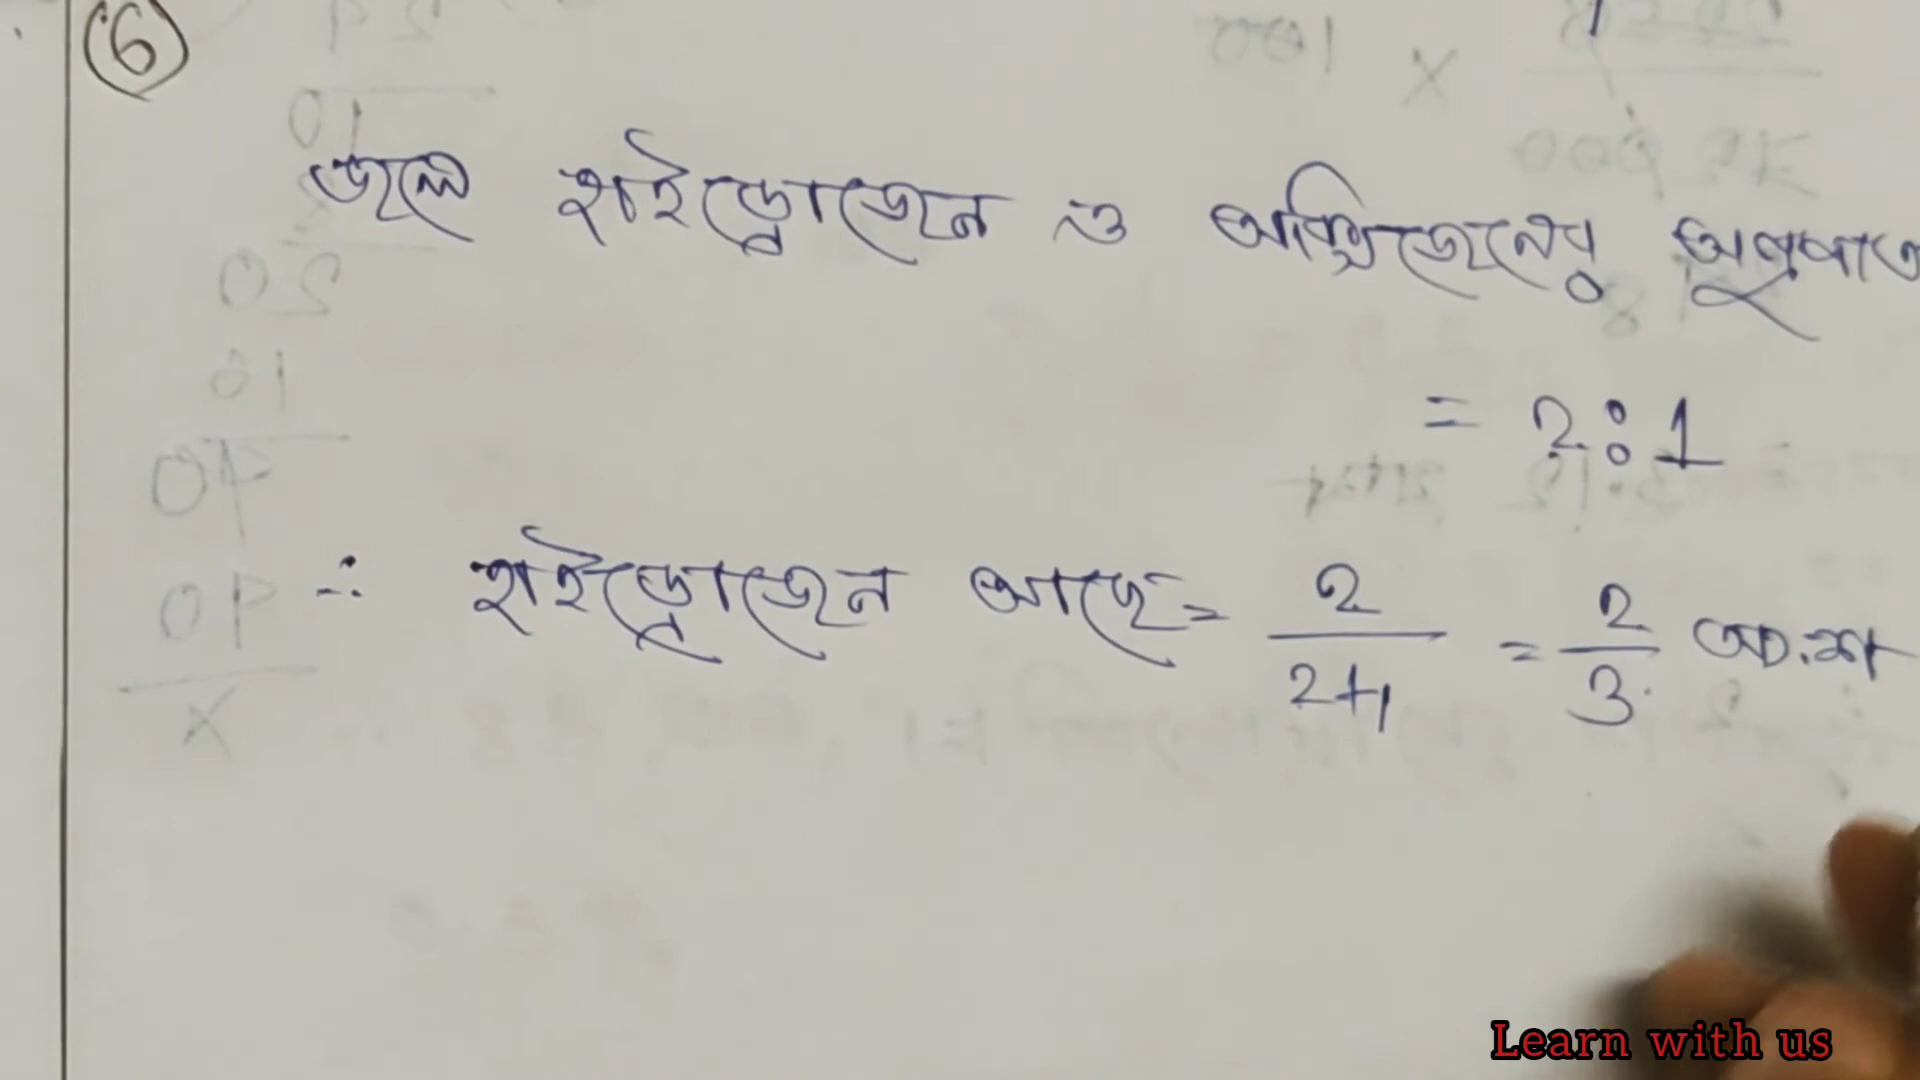 6
জলে হাইড্রোজেন ও অক্সিজেনের অনুপাত
= 2:1
∴ হাইড্রোজেন আছে = 2/2+1 = 2/3 অংশ
Learn with us